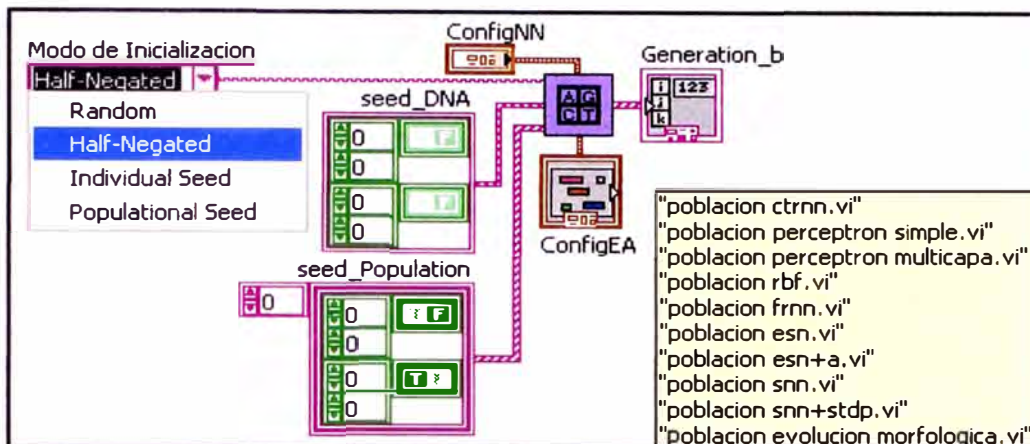 Modo de Inicializacion
Half-Negated
Random
Half-Negated
Individual Seed
Populational Seed
ConfigNN
Generation_b
i 123
j
k
AG
CT
seed_DNA
0
0
0
0
ConfigEA
seed_Population
0
0
F
0
0
T
0
"poblacion ctrnn.vi"
"poblacion perceptron simple.vi"
"poblacion perceptron multicapa.vi"
"poblacion rbf.vi"
"poblacion frnn.vi"
"poblacion esn.vi"
"poblacion esn+a.vi"
"poblacion snn.vi"
"poblacion snn+stdp.vi"
"poblacion evolucion morfologica.vi"